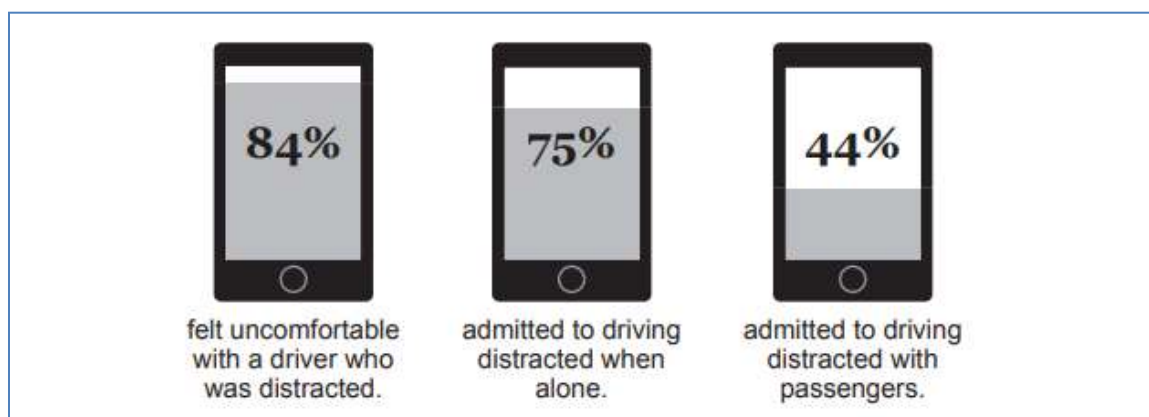 84%
75%
44%
felt uncomfortable
with a driver who
was distracted.
admitted to driving
distracted when
alone.
admitted to driving
distracted with
passengers.